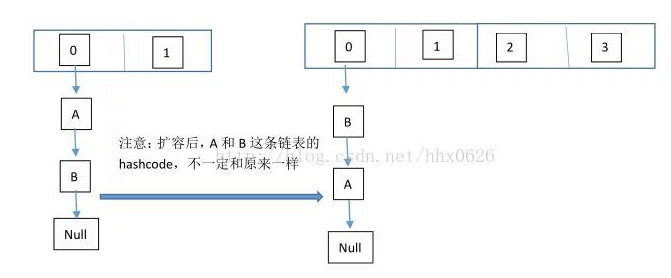 0 1
0 1 2 3
A
B
注意：扩容后，A 和 B 这条链表的
hashcode，不一定和原来一样
http://blog.csdn.net/hhx0626
B
A
Null
Null